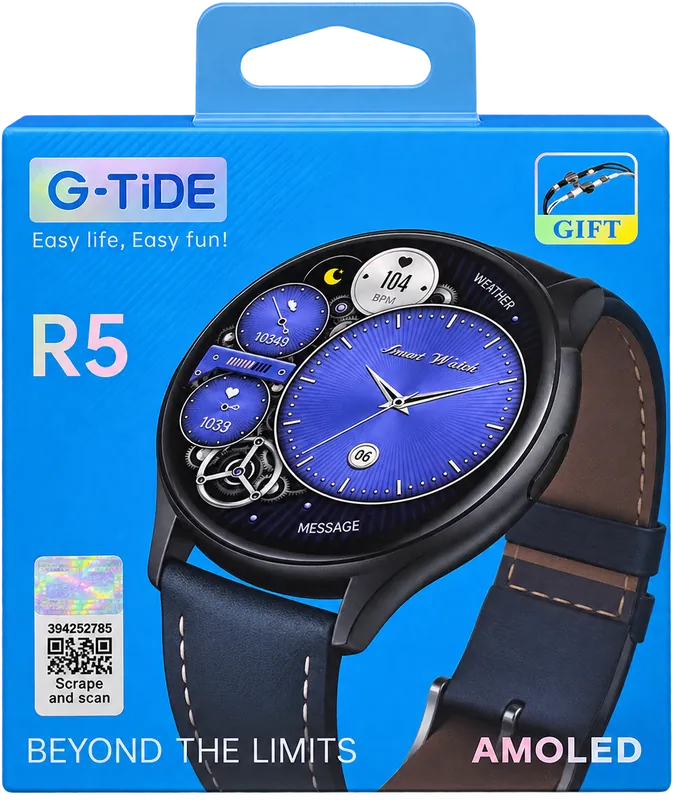 G-TiDE
Easy life, Easy fun!
GIFT
R5
104
BPM
WEATHER
10349
Smart Watch
1039
06
MESSAGE
394252785
Scrape
and scan
BEYOND THE LIMITS
AMOLED